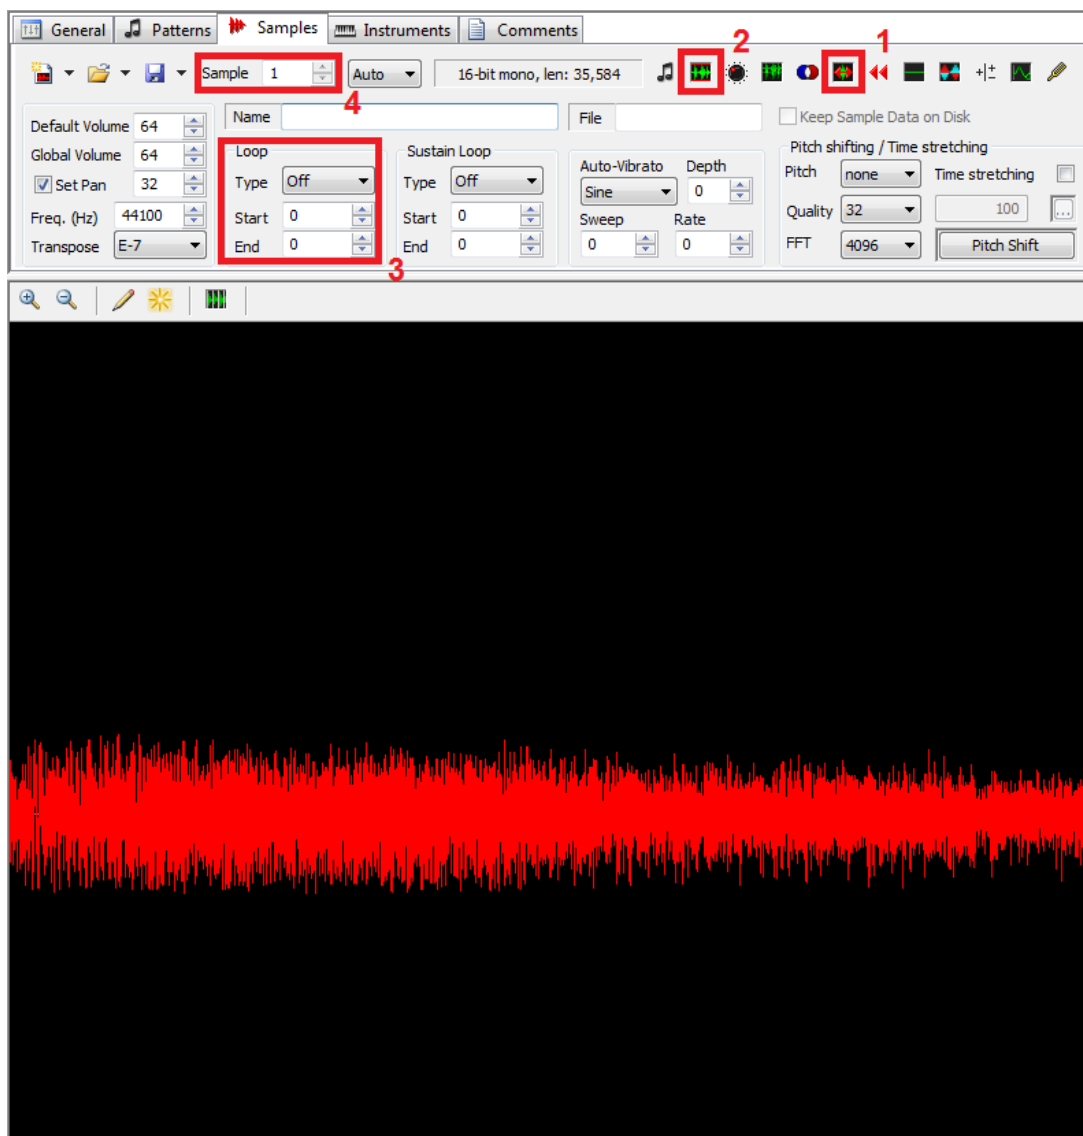 General Patterns Samples Instruments Comments
2 1
Sample 1 Auto 16-bit mono, len: 35,584
4
Default Volume 64
Global Volume 64
Set Pan 32
Freq. (Hz) 44100
Transpose E-7
Name
Loop
Type Off
Start 0
End 0
3
Sustain Loop
Type Off
Start 0
End 0
File
Auto-Vibrato Depth
Sine 0
Sweep Rate
0 0
Keep Sample Data on Disk
Pitch shifting / Time stretching
Pitch none Time stretching
Quality 32 100 ...
FFT 4096 Pitch Shift